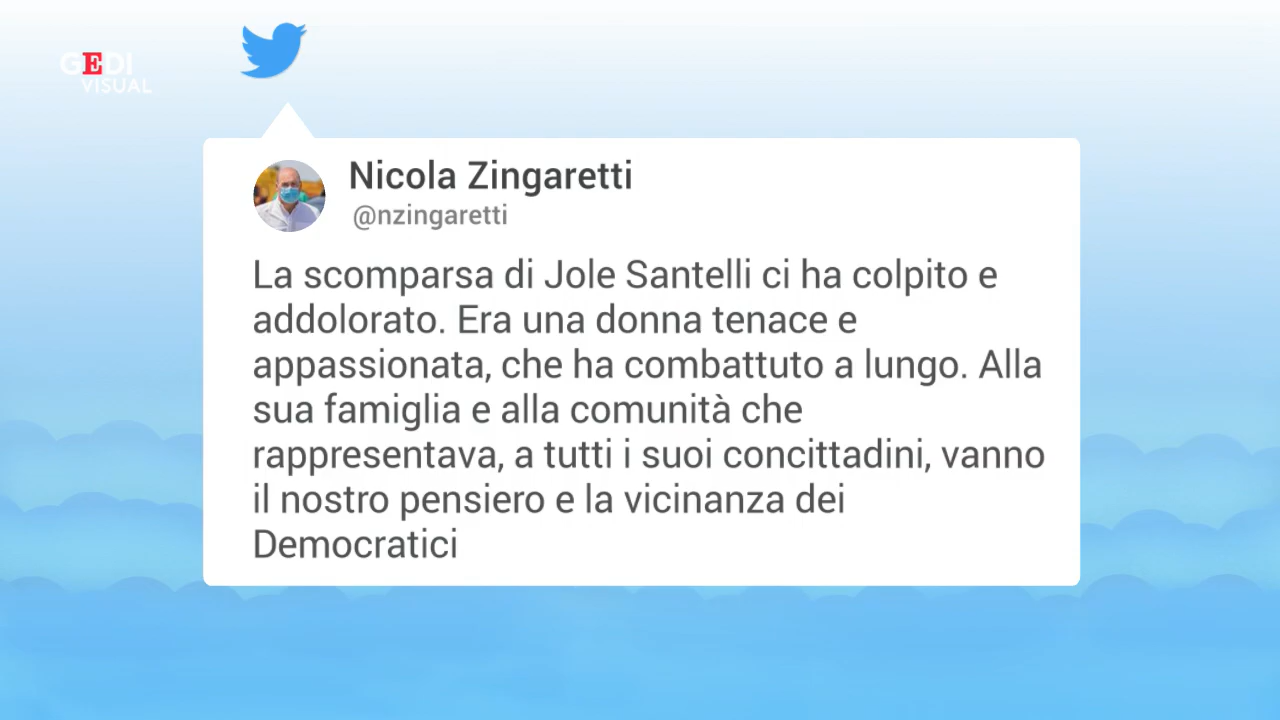 GEDI
VISUAL
Nicola Zingaretti
@nzingaretti
La scomparsa di Jole Santelli ci ha colpito e
addolorato. Era una donna tenace e
appassionata, che ha combattuto a lungo. Alla
sua famiglia e alla comunità che
rappresentava, a tutti i suoi concittadini, vanno
il nostro pensiero e la vicinanza dei
Democratici